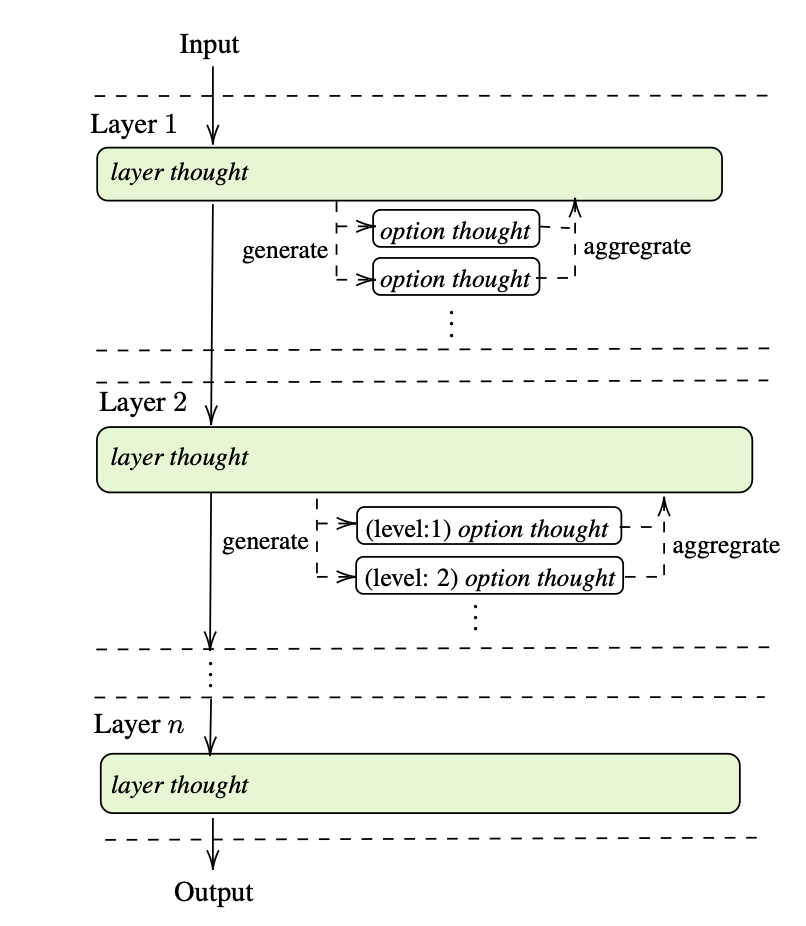 Input
Layer 1
layer thought
option thought
generate
aggregrate
option thought
⋮
Layer 2
layer thought
(level:1) option thought
generate
aggregrate
(level: 2) option thought
⋮
⋮
Layer n
layer thought
Output